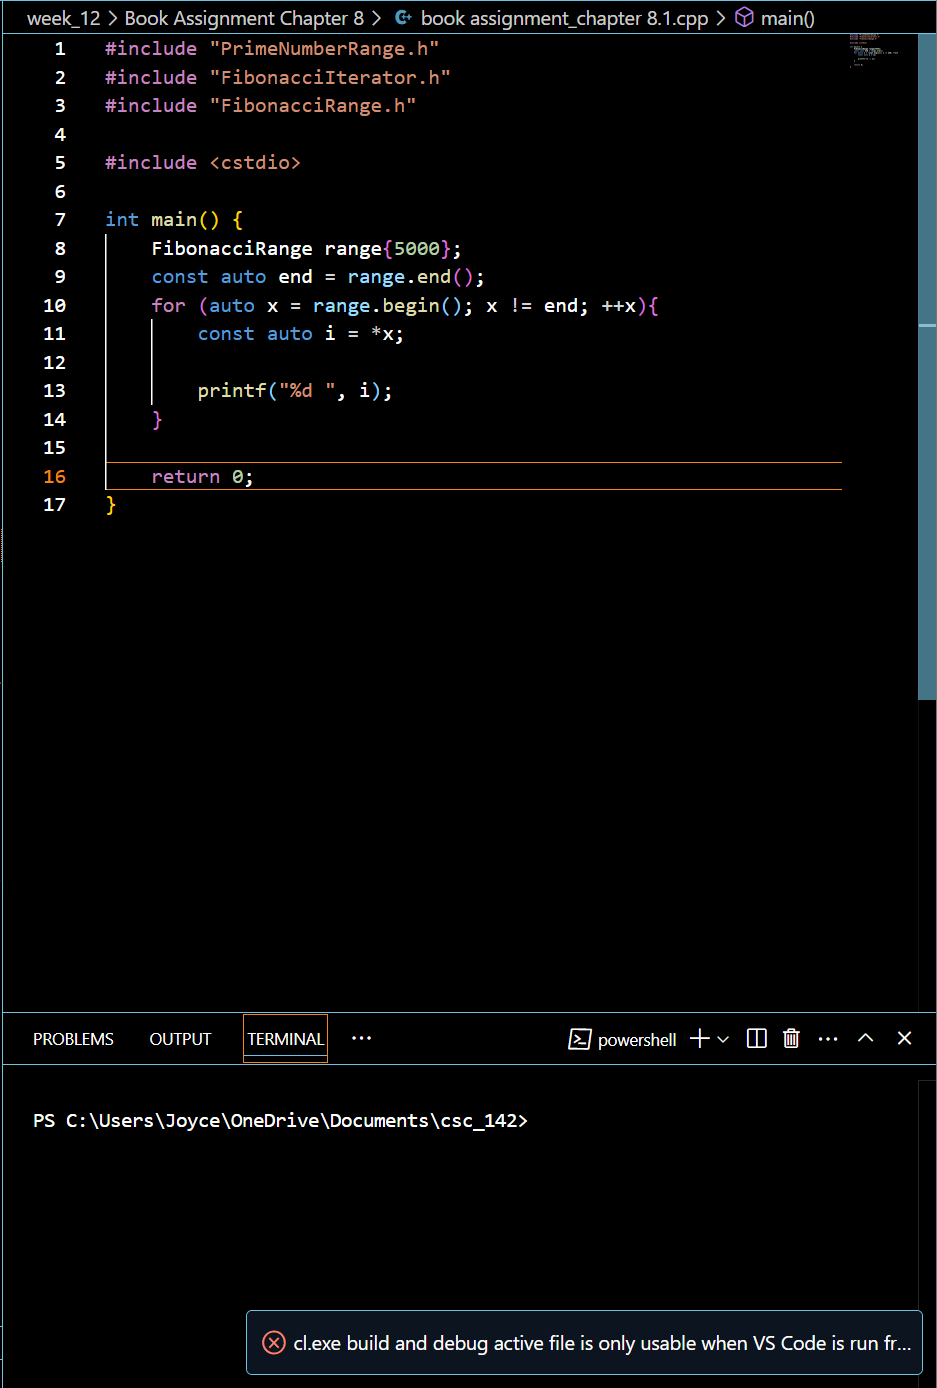 week_12 > Book Assignment Chapter 8 > book assignment_chapter 8.1.cpp > main()
1 #include "PrimeNumberRange.h"
2 #include "FibonacciIterator.h"
3 #include "FibonacciRange.h"
4
5 #include <cstdio>
6
7 int main() {
8     FibonacciRange range{5000};
9     const auto end = range.end();
10     for (auto x = range.begin(); x != end; ++x){
11         const auto i = *x;
12
13         printf("%d ", i);
14     }
15
16     return 0;
17 }
PROBLEMS OUTPUT TERMINAL ··· powershell
PS C:\Users\Joyce\OneDrive\Documents\csc_142>
cl.exe build and debug active file is only usable when VS Code is run fr...